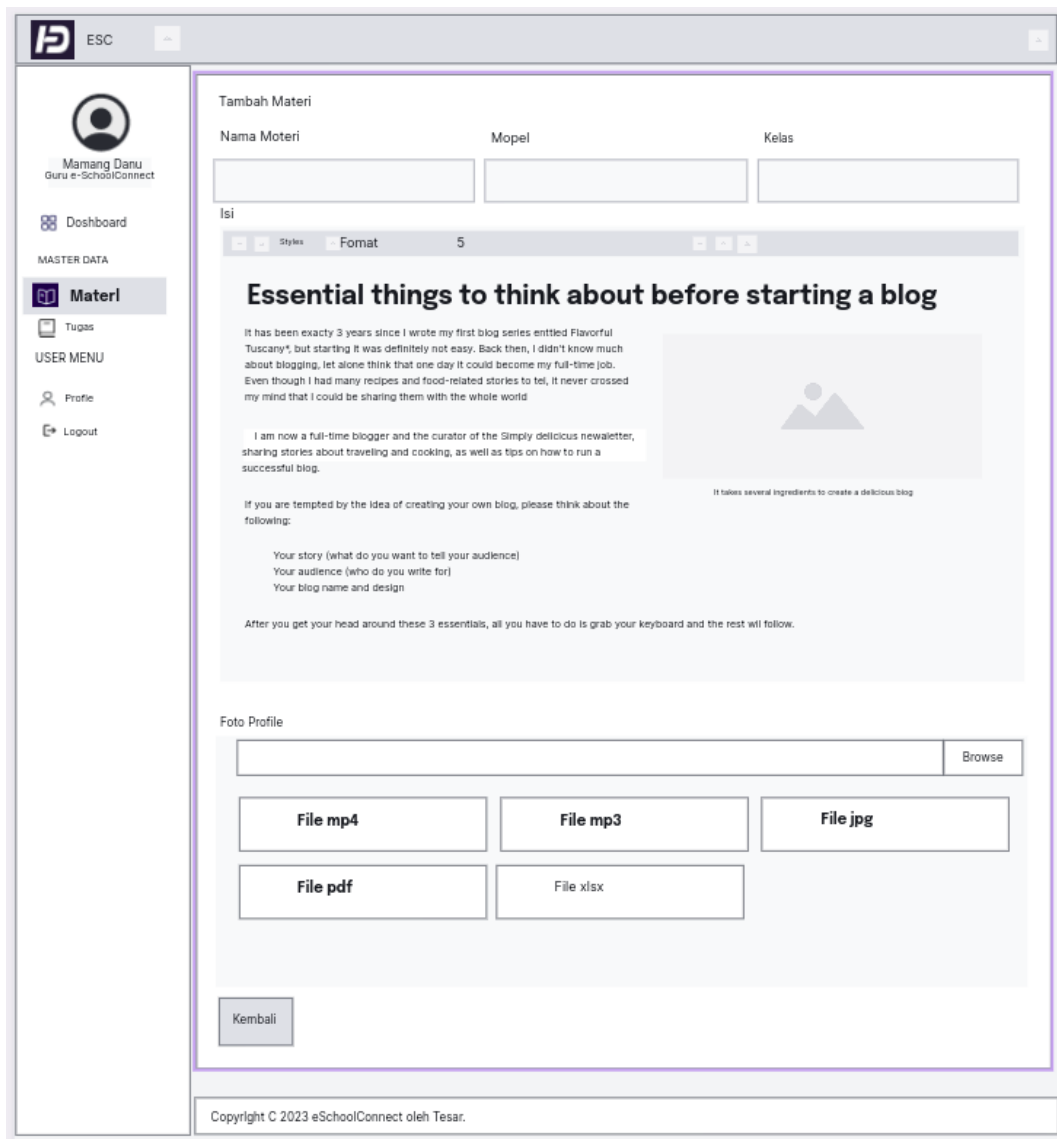 ESC
Mamang Danu
Guru e-SchoolConnect
Doshboard
MASTER DATA
Materl
Tugas
USER MENU
Profle
Logout
Tambah Materi
Nama Moteri
Mopel
Kelas
Isi
Styles
Fomat
5
Essential things to think about before starting a blog
It has been exacty 3 years since I wrote my first blog series enttled Flavorful
Tuscany*, but starting it was definitely not easy. Back then, I didn't know much
about blogging, let alone think that one day it could become my full-time job.
Even though I had many recipes and food-related stories to tel, it never crossed
my mind that I could be sharing them with the whole world
I am now a full-time blogger and the curator of the Simply delicicus newaletter,
sharing stories about traveling and cooking, as well as tips on how to run a
successful blog.
It takes several ingredients to create a delicious blog
If you are tempted by the idea of creating your own blog, please think about the
following:
Your story (what do you want to tell your audience)
Your audience (who do you write for)
Your blog name and design
After you get your head around these 3 essentials, all you have to do is grab your keyboard and the rest wil follow.
Foto Profile
Browse
File mp4
File mp3
File jpg
File pdf
File xlsx
Kembali
Copyright C 2023 eSchoolConnect oleh Tesar.